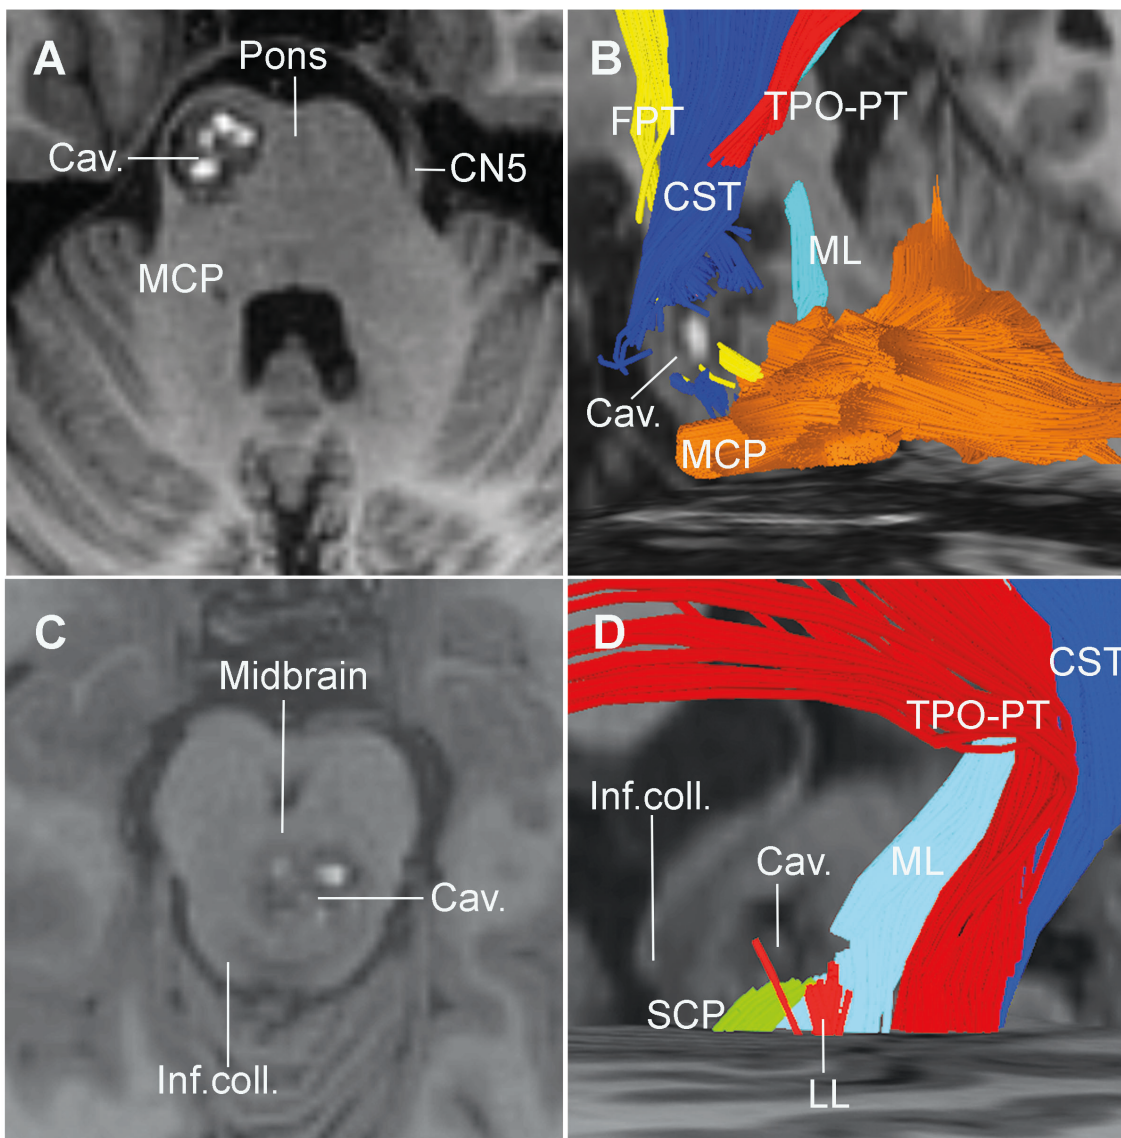 A
Pons
Cav.
CN5
MCP
B
FPT
TPO-PT
CST
ML
Cav.
MCP
C
Midbrain
Cav.
Inf.coll.
D
CST
TPO-PT
Inf.coll.
Cav.
ML
SCP
LL